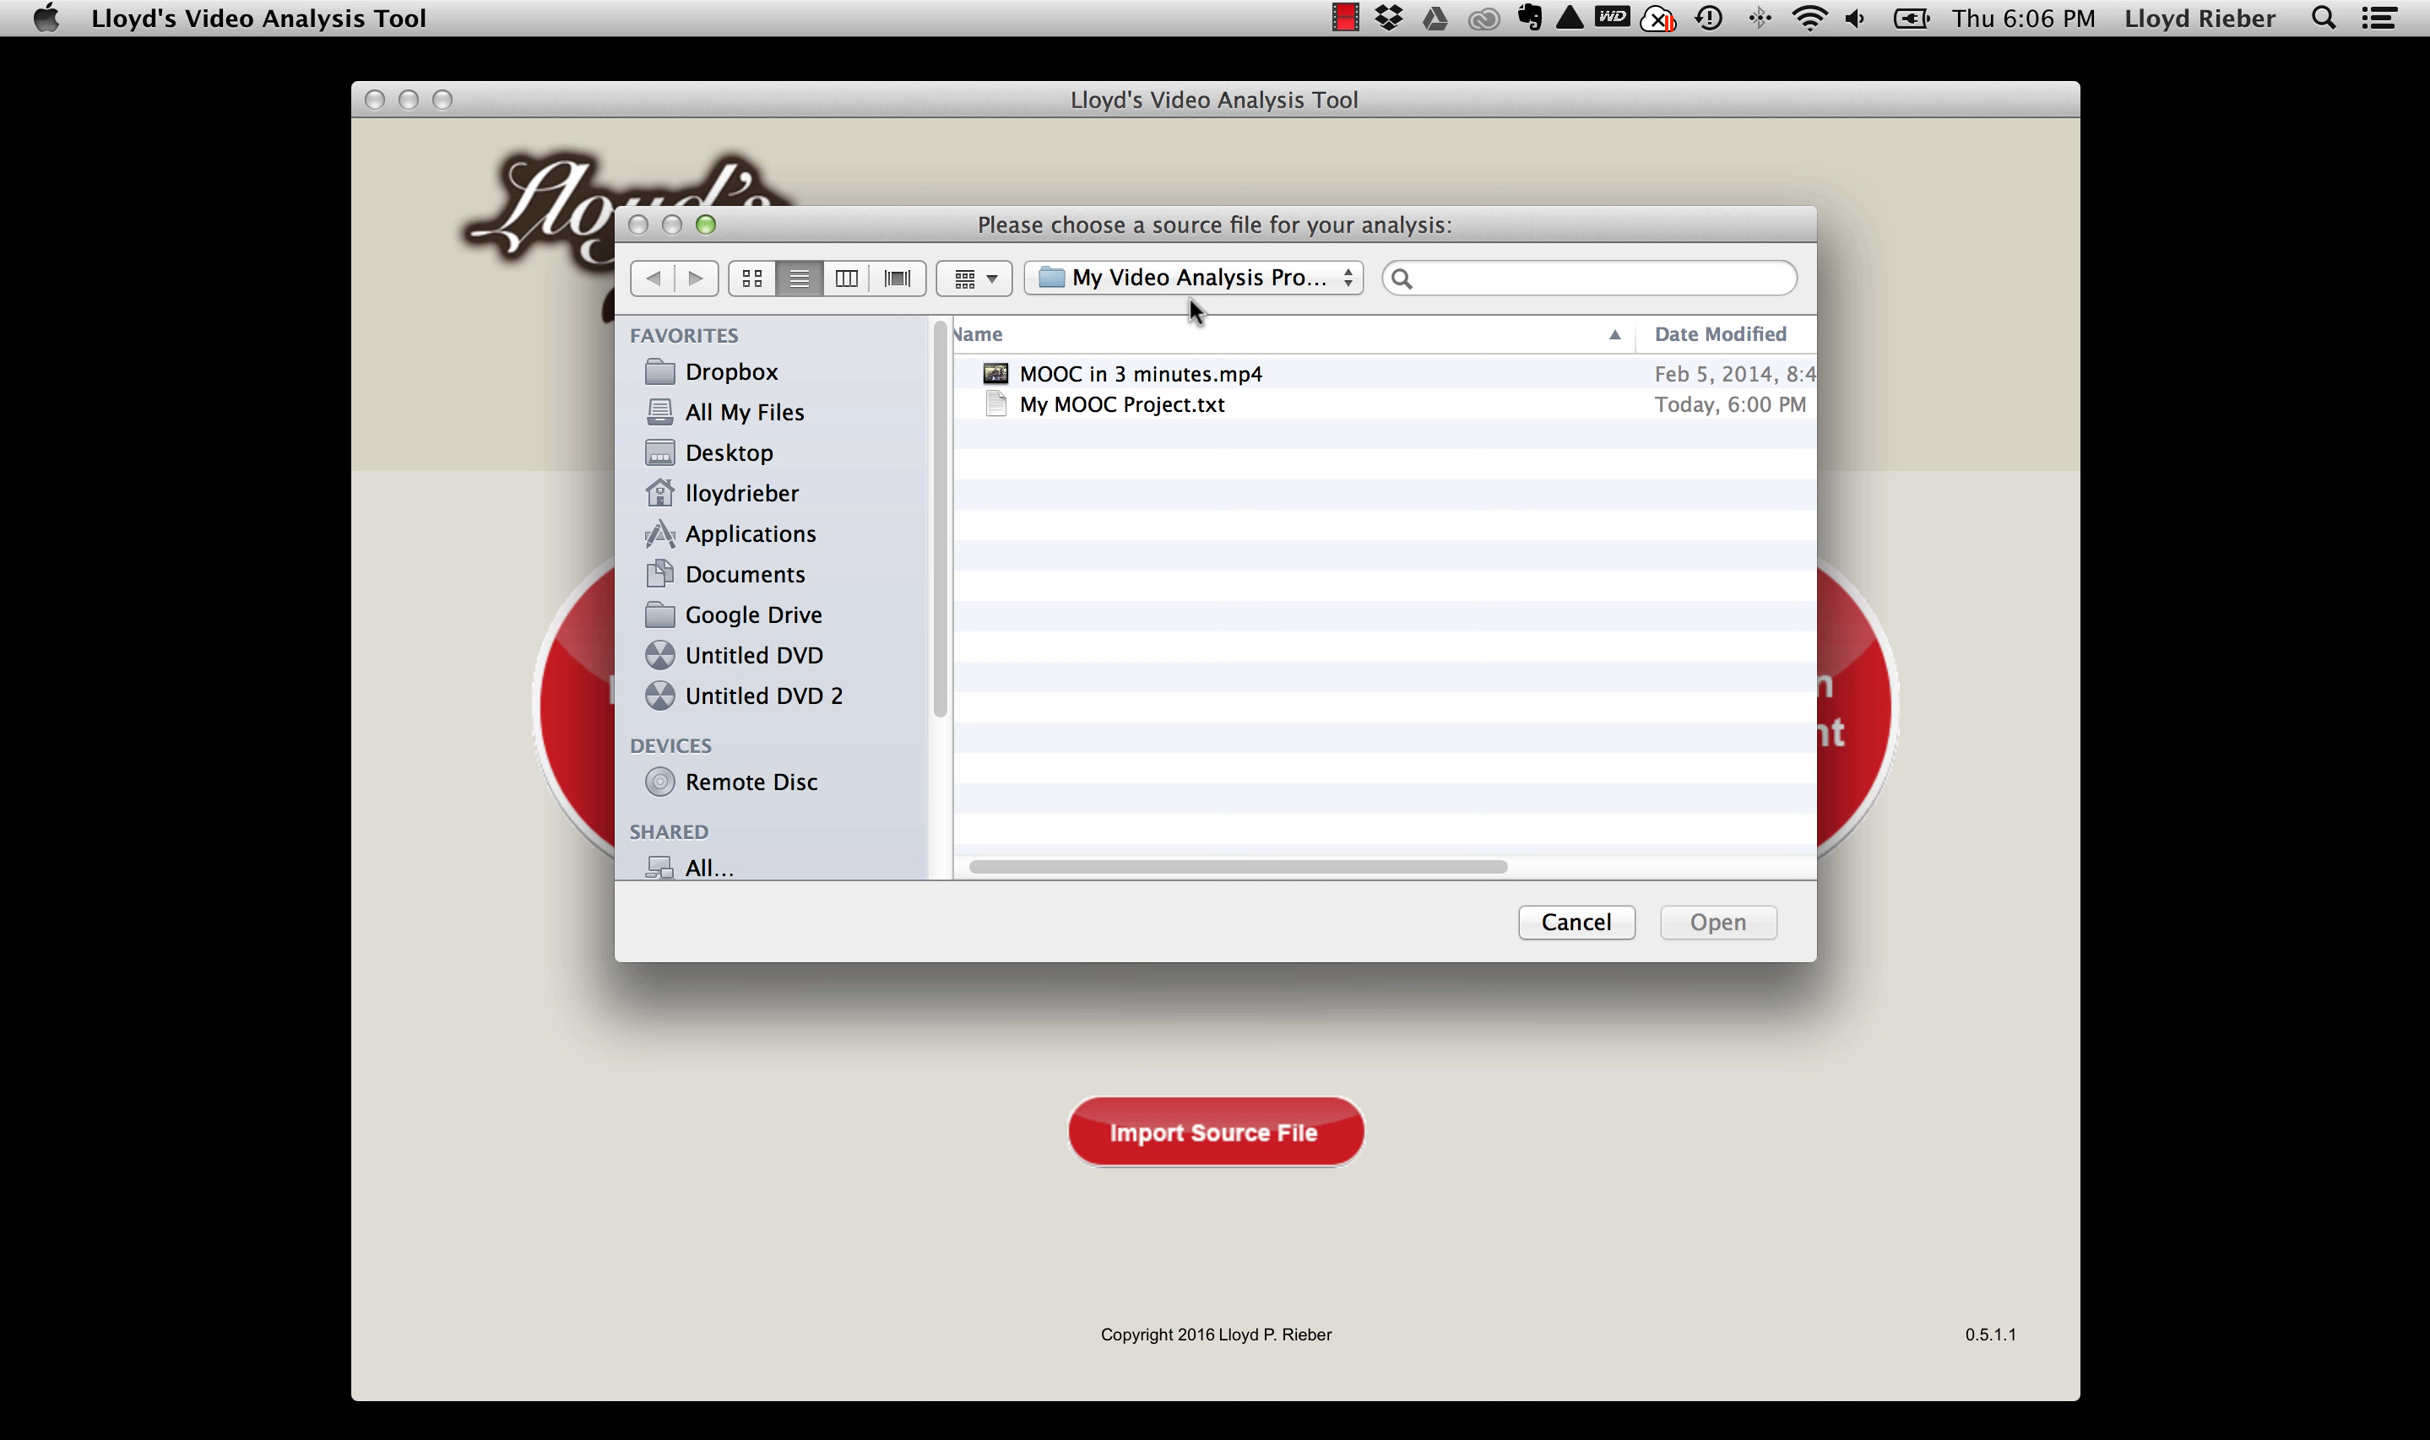 Lloyd's Video Analysis Tool
WD
Thu 6:06 PM
Lloyd Rieber
Lloyd's Video Analysis Tool
Lloyd's
Please choose a source file for your analysis:
My Video Analysis Pro...
FAVORITES
Dropbox
All My Files
Desktop
lloydrieber
Applications
Documents
Google Drive
Untitled DVD
Untitled DVD 2
DEVICES
Remote Disc
SHARED
All...
Name
Date Modified
MOOC in 3 minutes.mp4
Feb 5, 2014, 8:4
My MOOC Project.txt
Today, 6:00 PM
Cancel
Open
Import Source File
Copyright 2016 Lloyd P. Rieber
0.5.1.1